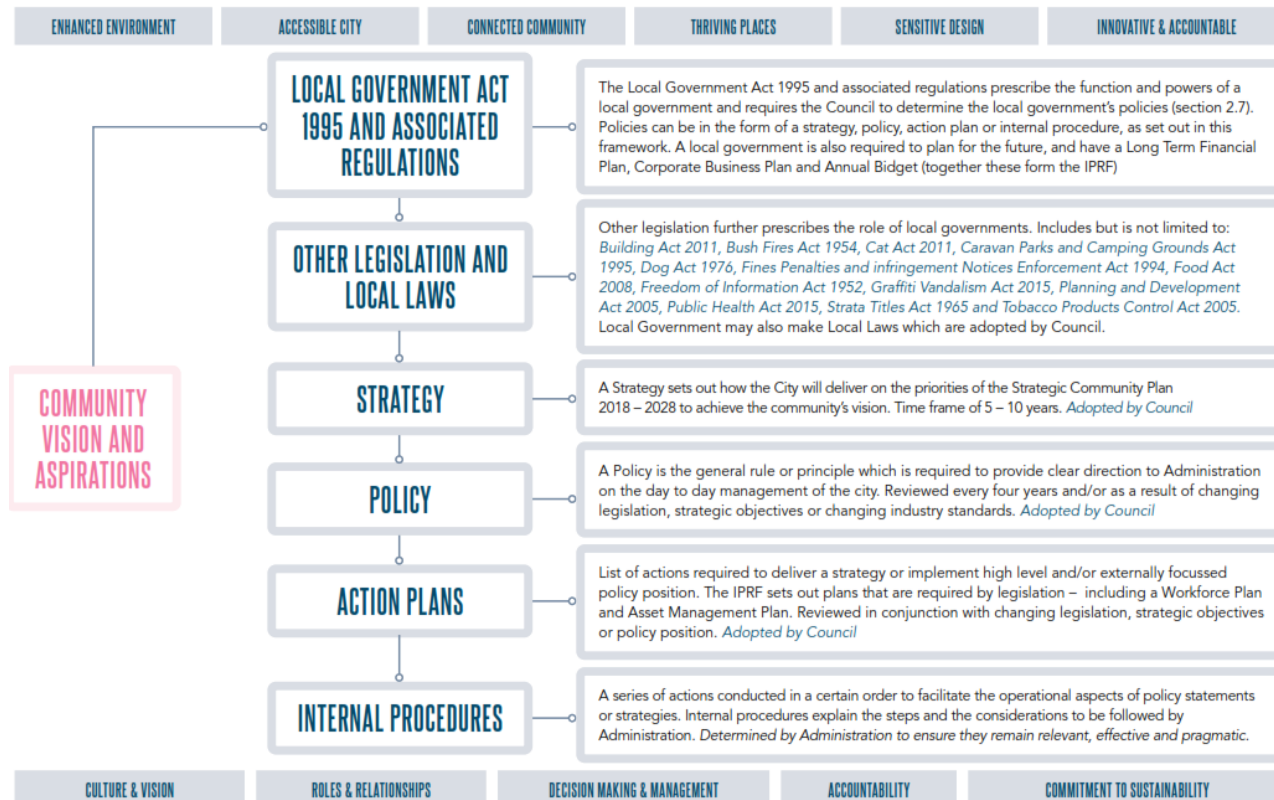 ENHANCED ENVIRONMENT
ACCESSIBLE CITY
CONNECTED COMMUNITY
THRIVING PLACES
SENSITIVE DESIGN
INNOVATIVE & ACCOUNTABLE
COMMUNITY
VISION AND
ASPIRATIONS
LOCAL GOVERNMENT ACT
1995 AND ASSOCIATED
REGULATIONS
The Local Government Act 1995 and associated regulations prescribe the function and powers of a
local government and requires the Council to determine the local government's policies (section 2.7).
Policies can be in the form of a strategy, policy, action plan or internal procedure, as set out in this
framework. A local government is also required to plan for the future, and have a Long Term Financial
Plan, Corporate Business Plan and Annual Budget (together these form the IPRF)
OTHER LEGISLATION AND
LOCAL LAWS
Other legislation further prescribes the role of local governments. Includes but is not limited to:
Building Act 2011, Bush Fires Act 1954, Cat Act 2011, Caravan Parks and Camping Grounds Act
1995, Dog Act 1976, Fines Penalties and infringement Notices Enforcement Act 1994, Food Act
2008, Freedom of Information Act 1952, Graffiti Vandalism Act 2015, Planning and Development
Act 2005, Public Health Act 2015, Strata Titles Act 1965 and Tobacco Products Control Act 2005.
Local Government may also make Local Laws which are adopted by Council.
STRATEGY
A Strategy sets out how the City will deliver on the priorities of the Strategic Community Plan
2018 – 2028 to achieve the community's vision. Time frame of 5 – 10 years. Adopted by Council
POLICY
A Policy is the general rule or principle which is required to provide clear direction to Administration
on the day to day management of the city. Reviewed every four years and/or as a result of changing
legislation, strategic objectives or changing industry standards. Adopted by Council
ACTION PLANS
List of actions required to deliver a strategy or implement high level and/or externally focussed
policy position. The IPRF sets out plans that are required by legislation – including a Workforce Plan
and Asset Management Plan. Reviewed in conjunction with changing legislation, strategic objectives
or policy position. Adopted by Council
INTERNAL PROCEDURES
A series of actions conducted in a certain order to facilitate the operational aspects of policy statements
or strategies. Internal procedures explain the steps and the considerations to be followed by
Administration. Determined by Administration to ensure they remain relevant, effective and pragmatic.
CULTURE & VISION
ROLES & RELATIONSHIPS
DECISION MAKING & MANAGEMENT
ACCOUNTABILITY
COMMITMENT TO SUSTAINABILITY